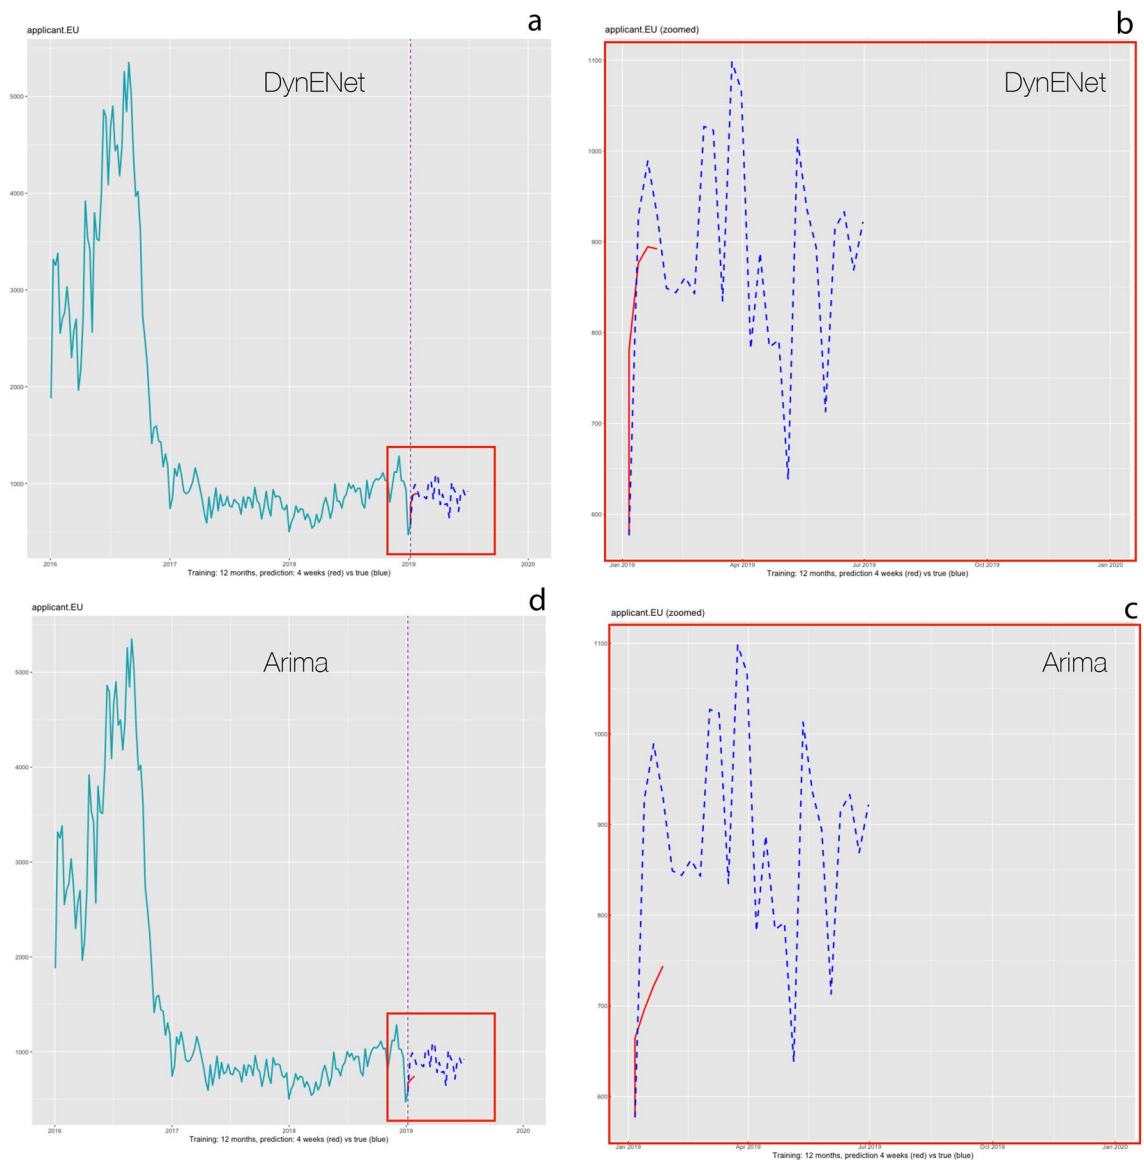 a
applicant.EU
DynENet
5000
4000
3000
2000
1000
2016
2017
2018
2019
2020
Training: 12 months, prediction: 4 weeks (red) vs true (blue)
b
applicant.EU (zoomed)
DynENet
1100
1000
900
800
700
600
Jan 2019
Apr 2019
Jul 2019
Oct 2019
Jan 2020
Training: 12 months, prediction 4 weeks (red) vs true (blue)
d
applicant.EU
Arima
5000
4000
3000
2000
1000
2016
2017
2018
2019
2020
Training: 12 months, prediction: 4 weeks (red) vs true (blue)
c
applicant.EU (zoomed)
Arima
1100
1000
900
800
700
600
Jan 2019
Apr 2019
Jul 2019
Oct 2019
Jan 2020
Training: 12 months, prediction 4 weeks (red) vs true (blue)